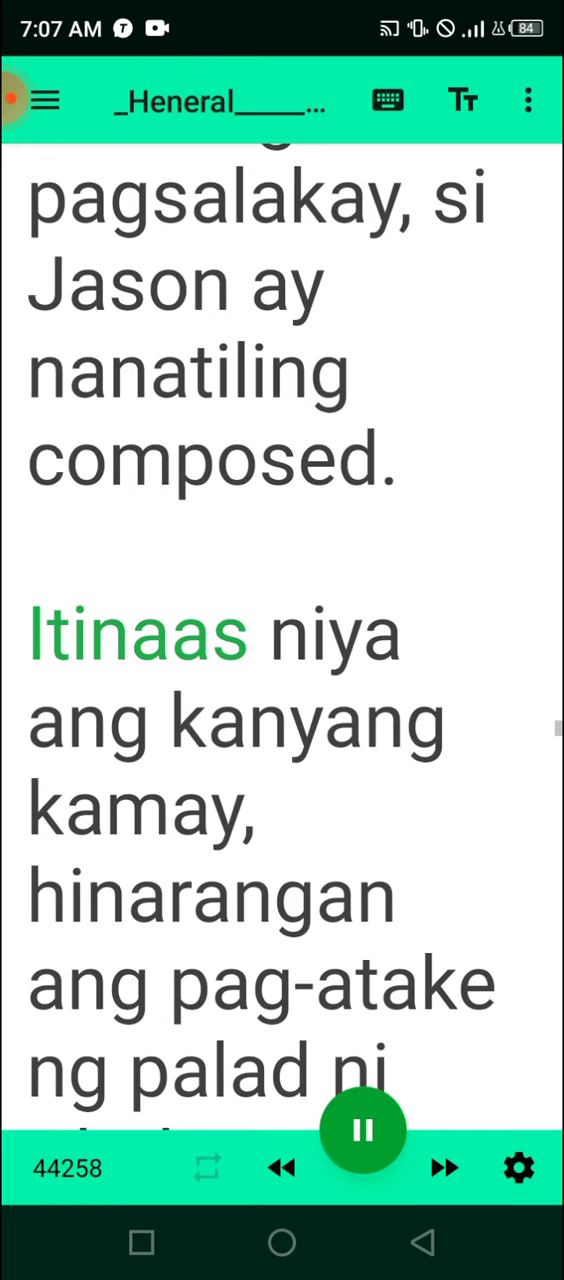 7:07 AM
84
_Heneral_____...
pagsalakay, si
Jason ay
nanatiling
composed.
Itinaas niya
ang kanyang
kamay,
hinarangan
ang pag-atake
ng palad ni
44258